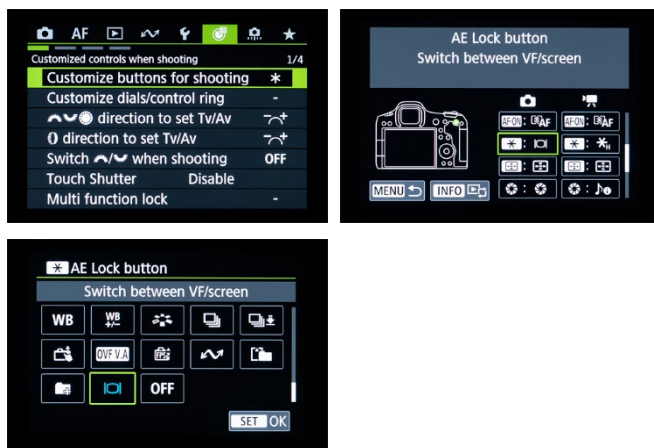 AF
Customized controls when shooting 1/4
Customize buttons for shooting *
Customize dials/control ring -
direction to set Tv/Av
direction to set Tv/Av
Switch / when shooting OFF
Touch Shutter Disable
Multi function lock -
AE Lock button
Switch between VF/screen
AF-ON : AF AF-ON : AF
* : * : *H
MENU INFO
* AE Lock button
Switch between VF/screen
WB WB +/-
OVF V.A FPS
OFF
SET OK